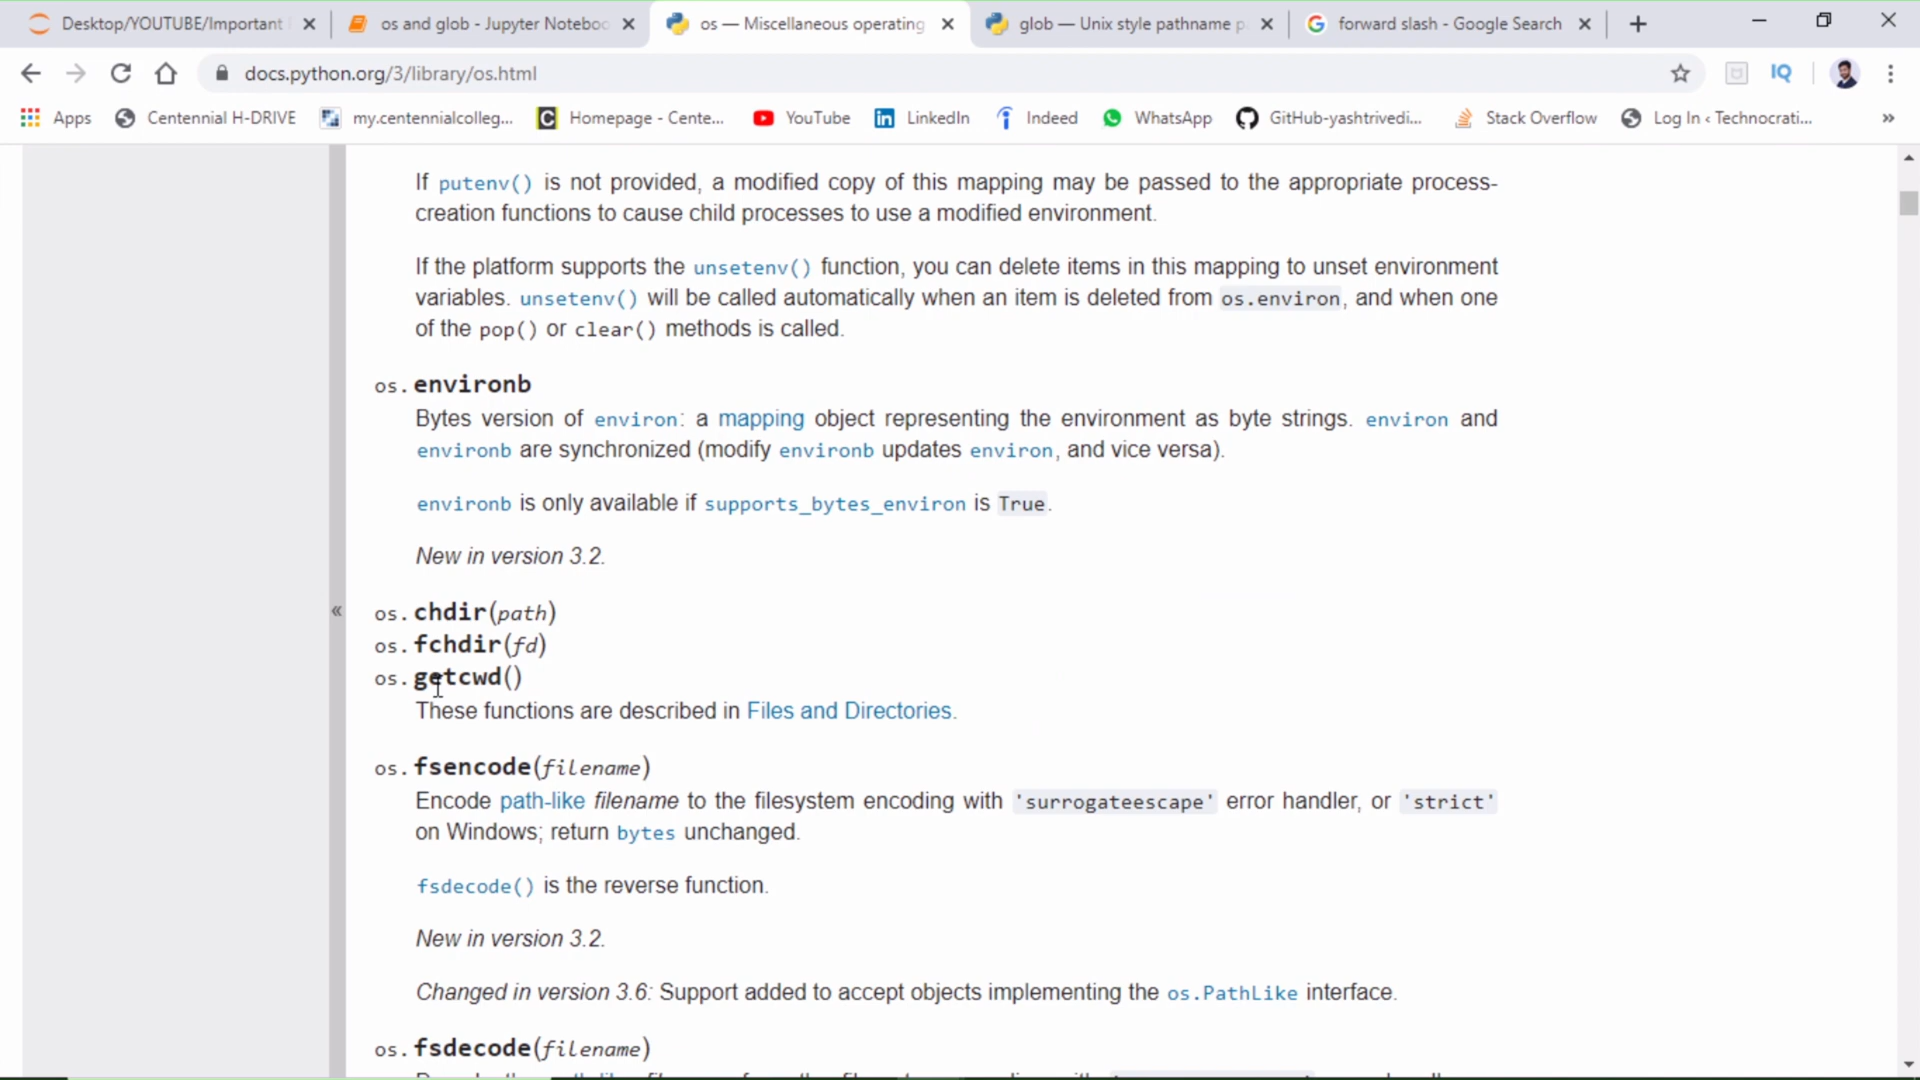 Desktop/YOUTUBE/Important
os and glob - Jupyter Noteboo
os — Miscellaneous operating
glob — Unix style pathname p
forward slash - Google Search
docs.python.org/3/library/os.html
IQ
Apps
Centennial H-DRIVE
my.centennialcolleg...
C
Homepage - Cente...
YouTube
in
LinkedIn
Indeed
WhatsApp
GitHub-yashtrivedi...
Stack Overflow
Log In ‹ Technocrati...
»
If putenv() is not provided, a modified copy of this mapping may be passed to the appropriate process-
creation functions to cause child processes to use a modified environment.
If the platform supports the unsetenv() function, you can delete items in this mapping to unset environment
variables. unsetenv() will be called automatically when an item is deleted from os.environ, and when one
of the pop() or clear() methods is called.
os.environb
Bytes version of environ: a mapping object representing the environment as byte strings. environ and
environb are synchronized (modify environb updates environ, and vice versa).
environb is only available if supports_bytes_environ is True.
New in version 3.2.
«
os.chdir(path)
os.fchdir(fd)
os.getcwd()
These functions are described in Files and Directories.
os.fsencode(filename)
Encode path-like filename to the filesystem encoding with 'surrogateescape' error handler, or 'strict'
on Windows; return bytes unchanged.
fsdecode() is the reverse function.
New in version 3.2.
Changed in version 3.6: Support added to accept objects implementing the os.PathLike interface.
os.fsdecode(filename)